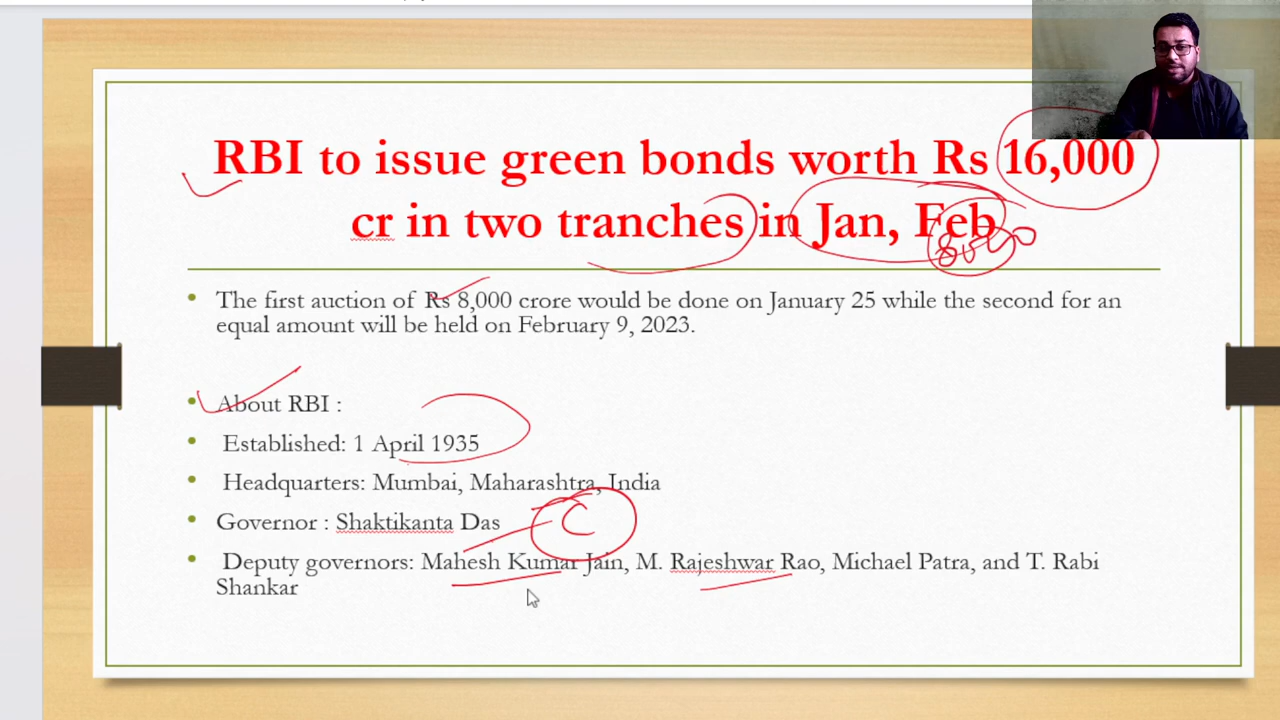 RBI to issue green bonds worth Rs 16,000
cr in two tranches in Jan, Feb
8000
• The first auction of Rs 8,000 crore would be done on January 25 while the second for an
equal amount will be held on February 9, 2023.
• About RBI :
• Established: 1 April 1935
• Headquarters: Mumbai, Maharashtra, India
• Governor : Shaktikanta Das
C
• Deputy governors: Mahesh Kumar Jain, M. Rajeshwar Rao, Michael Patra, and T. Rabi
Shankar